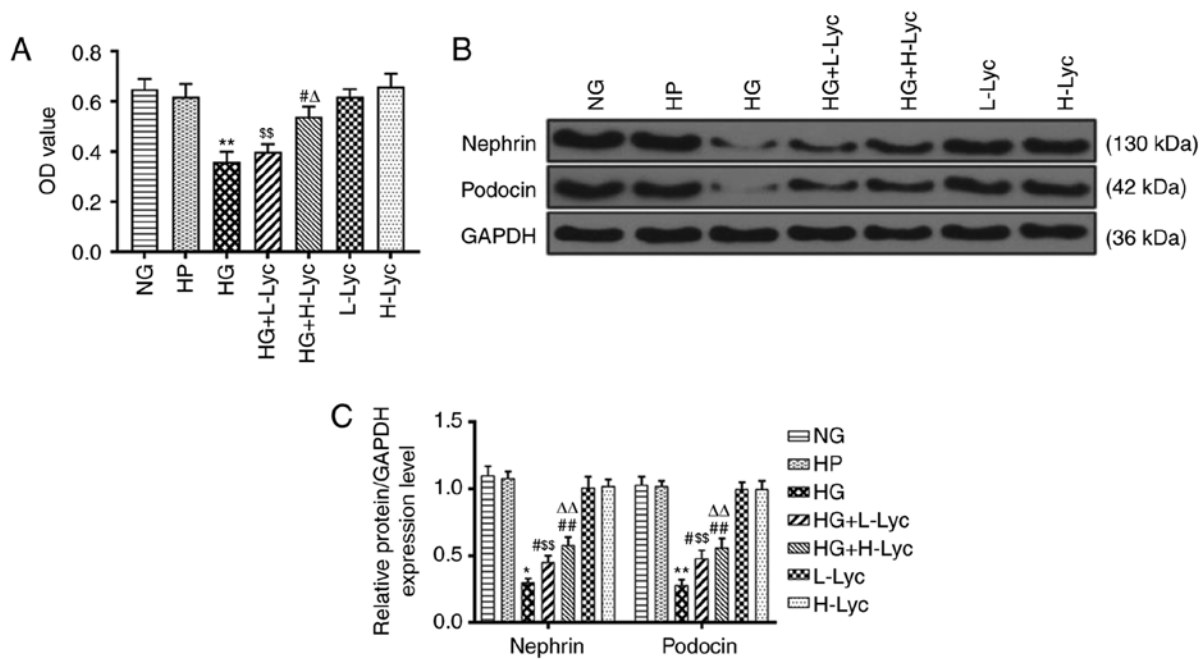 A
OD value
0.8
0.6
0.4
0.2
0.0
**
$$
#Δ
NG
HP
HG
HG+L-Lyc
HG+H-Lyc
L-Lyc
H-Lyc
B
NG
HP
HG
HG+L-Lyc
HG+H-Lyc
L-Lyc
H-Lyc
Nephrin
(130 kDa)
Podocin
(42 kDa)
GAPDH
(36 kDa)
C
Relative protein/GAPDH
expression level
1.5
1.0
0.5
0.0
*
#$$
ΔΔ
##
**
#$$
ΔΔ
##
Nephrin
Podocin
NG
HP
HG
HG+L-Lyc
HG+H-Lyc
L-Lyc
H-Lyc